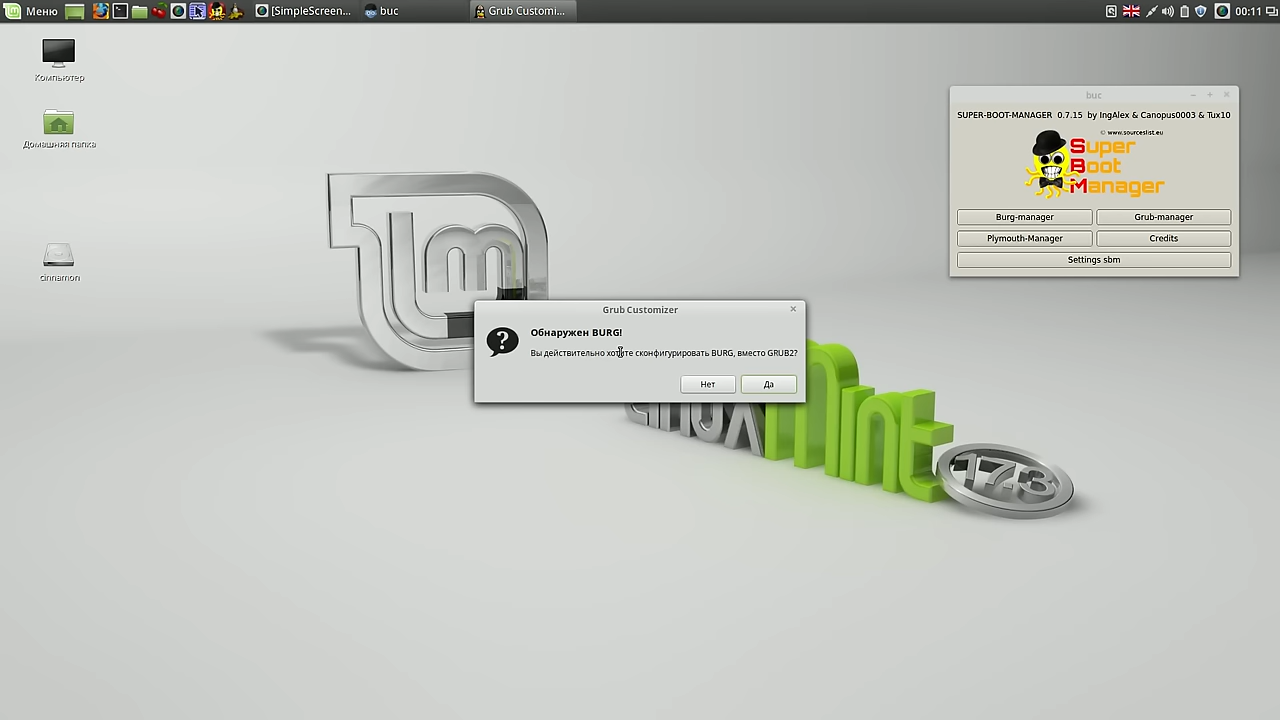 Меню
[SimpleScreen...
buc
Grub Customi...
00:11
Компьютер
Домашняя папка
cinnamon
buc
SUPER-BOOT-MANAGER 0.7.15 by IngAlex & Canopus0003 & Tux10
© www.sourceslist.eu
Super
Boot
Manager
Burg-manager
Grub-manager
Plymouth-Manager
Credits
Settings sbm
Grub Customizer
Обнаружен BURG!
Вы действительно хотите сконфигурировать BURG, вместо GRUB2?
Нет
Да
Linux Mint
17.3